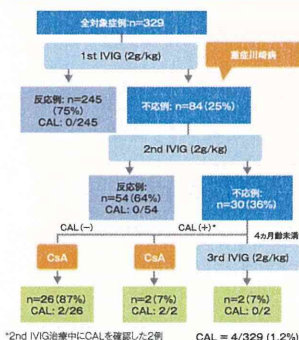 全対象症例:n=329
1st IVIG (2g/kg)
重症川崎病
反応例: n=245
(75%)
CAL: 0/245
不応例: n=84(25%)
2nd IVIG (2g/kg)
反応例:
n=54(64%)
CAL: 0/54
不応例:
n=30(36%)
CAL(−)
CAL(+)*
4ヵ月齢未満
CsA
CsA
3rd IVIG (2g/kg)
n=26(87%)
CAL: 2/26
n=2(7%)
CAL: 2/2
n=2(7%)
CAL: 0/2
*2nd IVIG治療中にCALを確認した2例
CAL = 4/329 (1.2%)